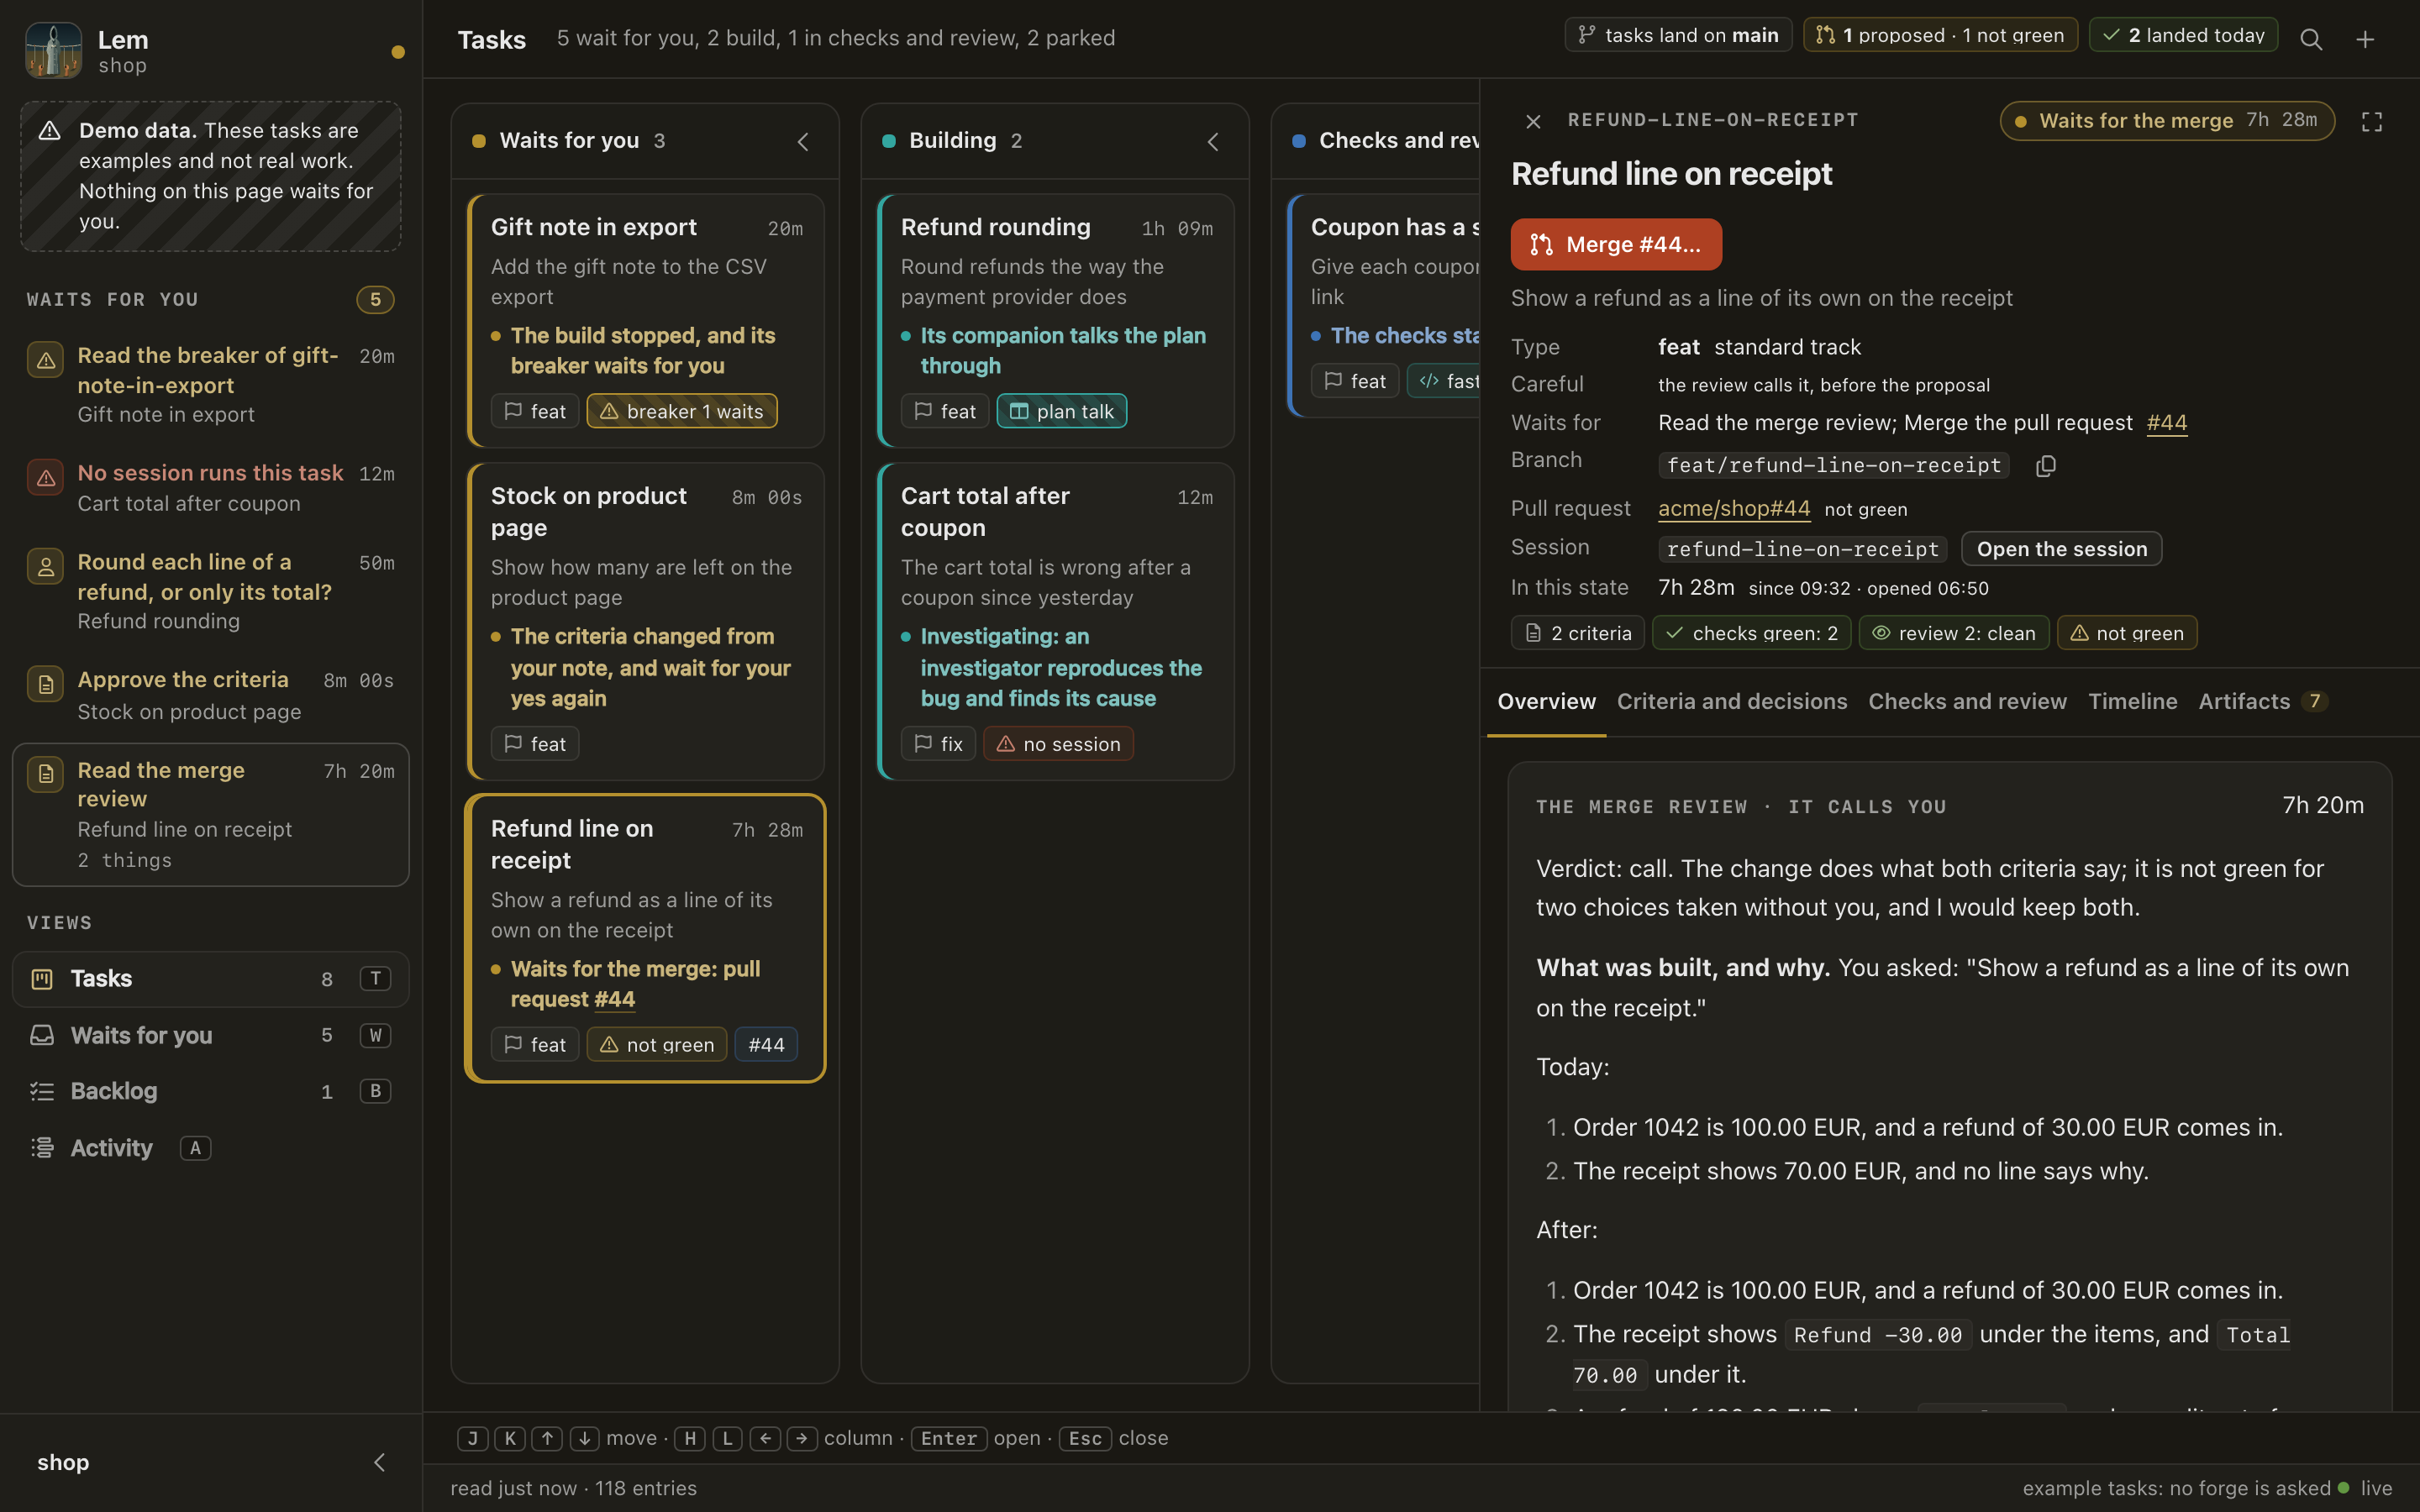 Lem
shop
Demo data. These tasks are
examples and not real work.
Nothing on this page waits for
you.
WAITS FOR YOU 5
Read the breaker of gift-
note-in-export
20m
Gift note in export
No session runs this task
12m
Cart total after coupon
Round each line of a
refund, or only its total?
50m
Refund rounding
Approve the criteria
8m 00s
Stock on product page
Read the merge
review
7h 20m
Refund line on receipt
2 things
VIEWS
Tasks 8 T
Waits for you 5 W
Backlog 1 B
Activity A
shop
Tasks
5 wait for you, 2 build, 1 in checks and review, 2 parked
tasks land on main
1 proposed · 1 not green
2 landed today
Waits for you 3
Gift note in export
20m
Add the gift note to the CSV
export
The build stopped, and its
breaker waits for you
feat
breaker 1 waits
Stock on product
page
8m 00s
Show how many are left on the
product page
The criteria changed from
your note, and wait for your
yes again
feat
Refund line on
receipt
7h 28m
Show a refund as a line of its
own on the receipt
Waits for the merge: pull
request #44
feat
not green
#44
Building 2
Refund rounding
1h 09m
Round refunds the way the
payment provider does
Its companion talks the plan
through
feat
plan talk
Cart total after
coupon
12m
The cart total is wrong after a
coupon since yesterday
Investigating: an
investigator reproduces the
bug and finds its cause
fix
no session
Checks and rev
Coupon has a s
Give each coupon
link
The checks sta
feat
fast
REFUND-LINE-ON-RECEIPT
Waits for the merge 7h 28m
Refund line on receipt
Merge #44...
Show a refund as a line of its own on the receipt
Type feat standard track
Careful the review calls it, before the proposal
Waits for Read the merge review; Merge the pull request #44
Branch feat/refund-line-on-receipt
Pull request acme/shop#44 not green
Session refund-line-on-receipt Open the session
In this state 7h 28m since 09:32 · opened 06:50
2 criteria
checks green: 2
review 2: clean
not green
Overview
Criteria and decisions
Checks and review
Timeline
Artifacts 7
THE MERGE REVIEW · IT CALLS YOU
7h 20m
Verdict: call. The change does what both criteria say; it is not green for
two choices taken without you, and I would keep both.
What was built, and why. You asked: "Show a refund as a line of its own
on the receipt."
Today:
1. Order 1042 is 100.00 EUR, and a refund of 30.00 EUR comes in.
2. The receipt shows 70.00 EUR, and no line says why.
After:
1. Order 1042 is 100.00 EUR, and a refund of 30.00 EUR comes in.
2. The receipt shows Refund −30.00 under the items, and Total
70.00 under it.
J K ↑ ↓ move · H L ← → column · Enter open · Esc close
read just now · 118 entries
example tasks: no forge is asked
live